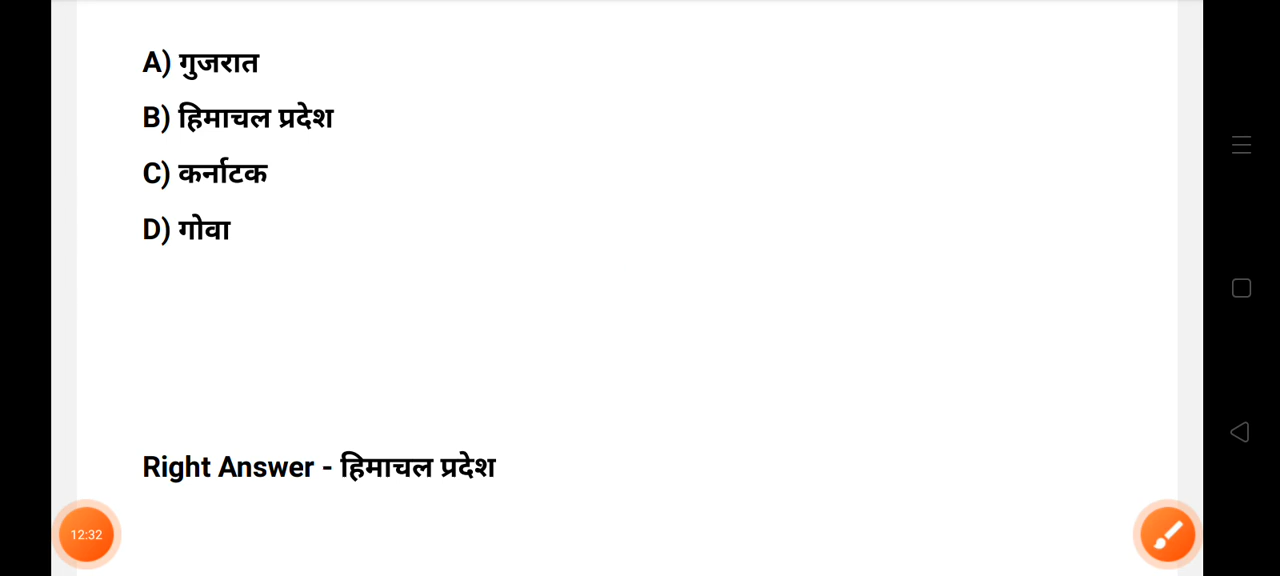 A) गुजरात
B) हिमाचल प्रदेश
C) कर्नाटक
D) गोवा
Right Answer - हिमाचल प्रदेश
12:32